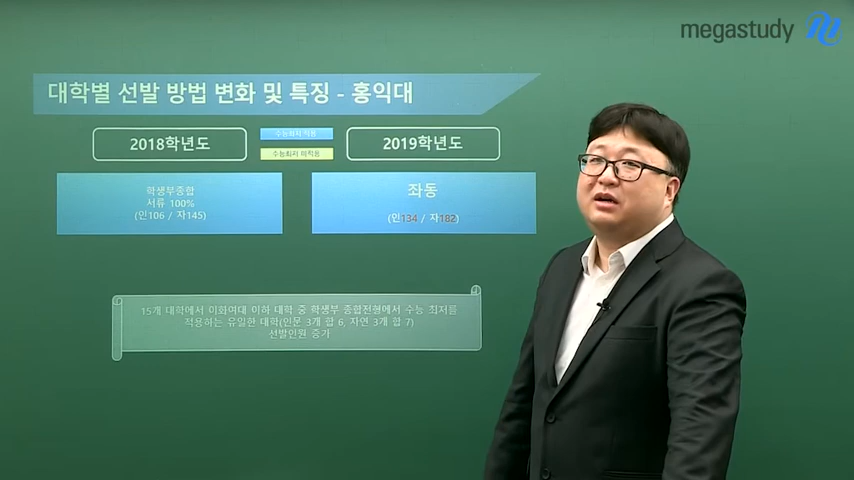 megastudy
대학별 선발 방법 변화 및 특징 - 홍익대
2018학년도
수능최저 적용
수능최저 미적용
2019학년도
학생부종합
서류 100%
(인106 / 자145)
좌동
(인134 / 자182)
15개 대학에서 이화여대 이하 대학 중 학생부 종합전형에서 수능 최저를
적용하는 유일한 대학(인문 3개 합 6, 자연 3개 합 7)
선발인원 증가